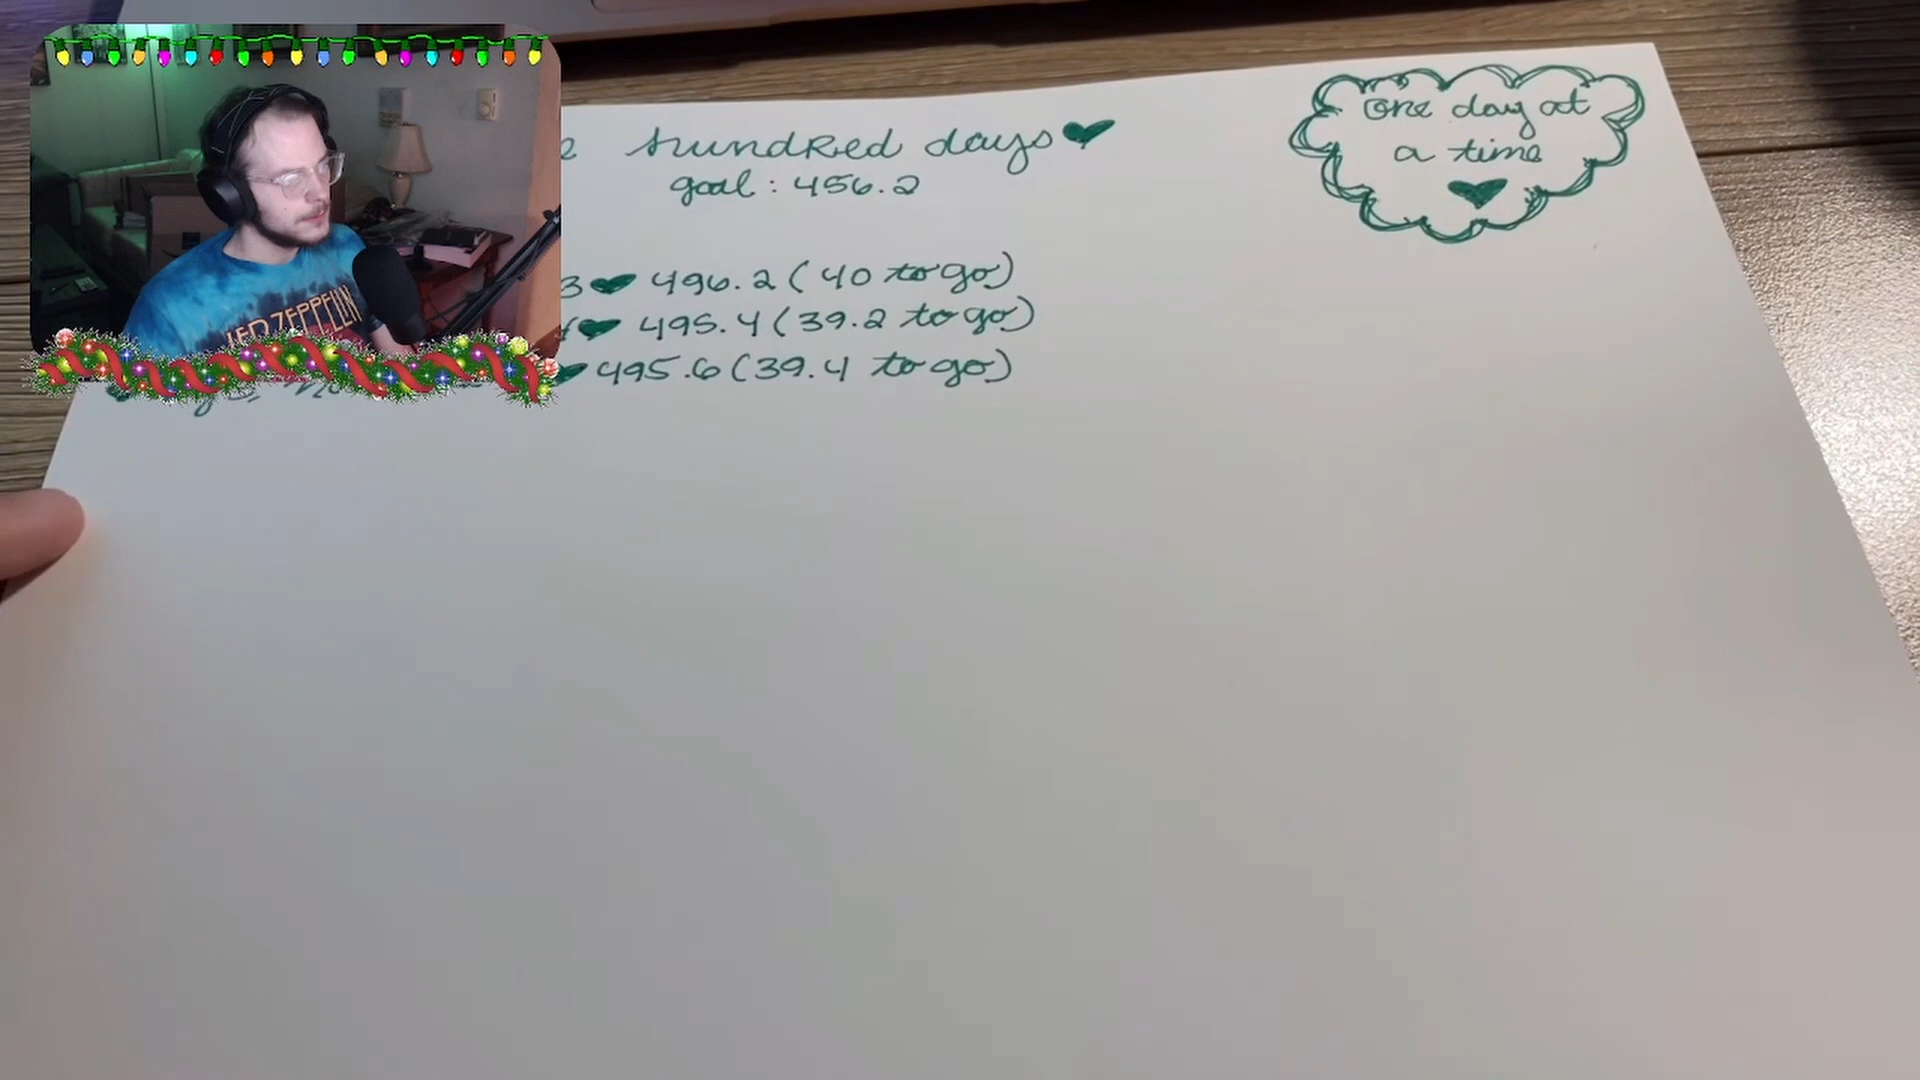 hundred days
goal: 456.2
One day at
a time
3 496.2 (40 to go)
495.4 (39.2 to go)
495.6 (39.4 to go)
LED ZEPPELIN